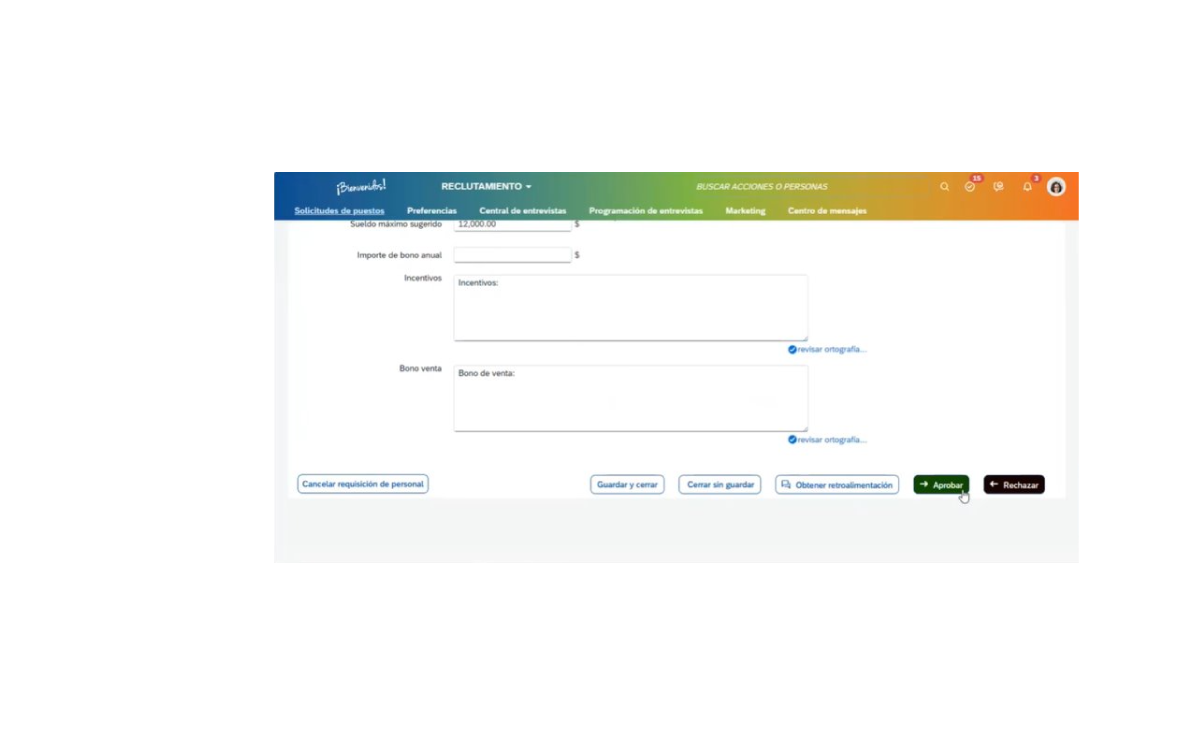 ¡Bienvenidos!
RECLUTAMIENTO
BUSCAR ACCIONES O PERSONAS
15
3
Solicitudes de puestos Preferencias Central de entrevistas Programación de entrevistas Marketing Centro de mensajes
Sueldo máximo sugerido 12,000.00 $
Importe de bono anual $
Incentivos Incentivos:
revisar ortografía...
Bono venta Bono de venta:
revisar ortografía...
Cancelar requisición de personal Guardar y cerrar Cerrar sin guardar Obtener retroalimentación Aprobar Rechazar